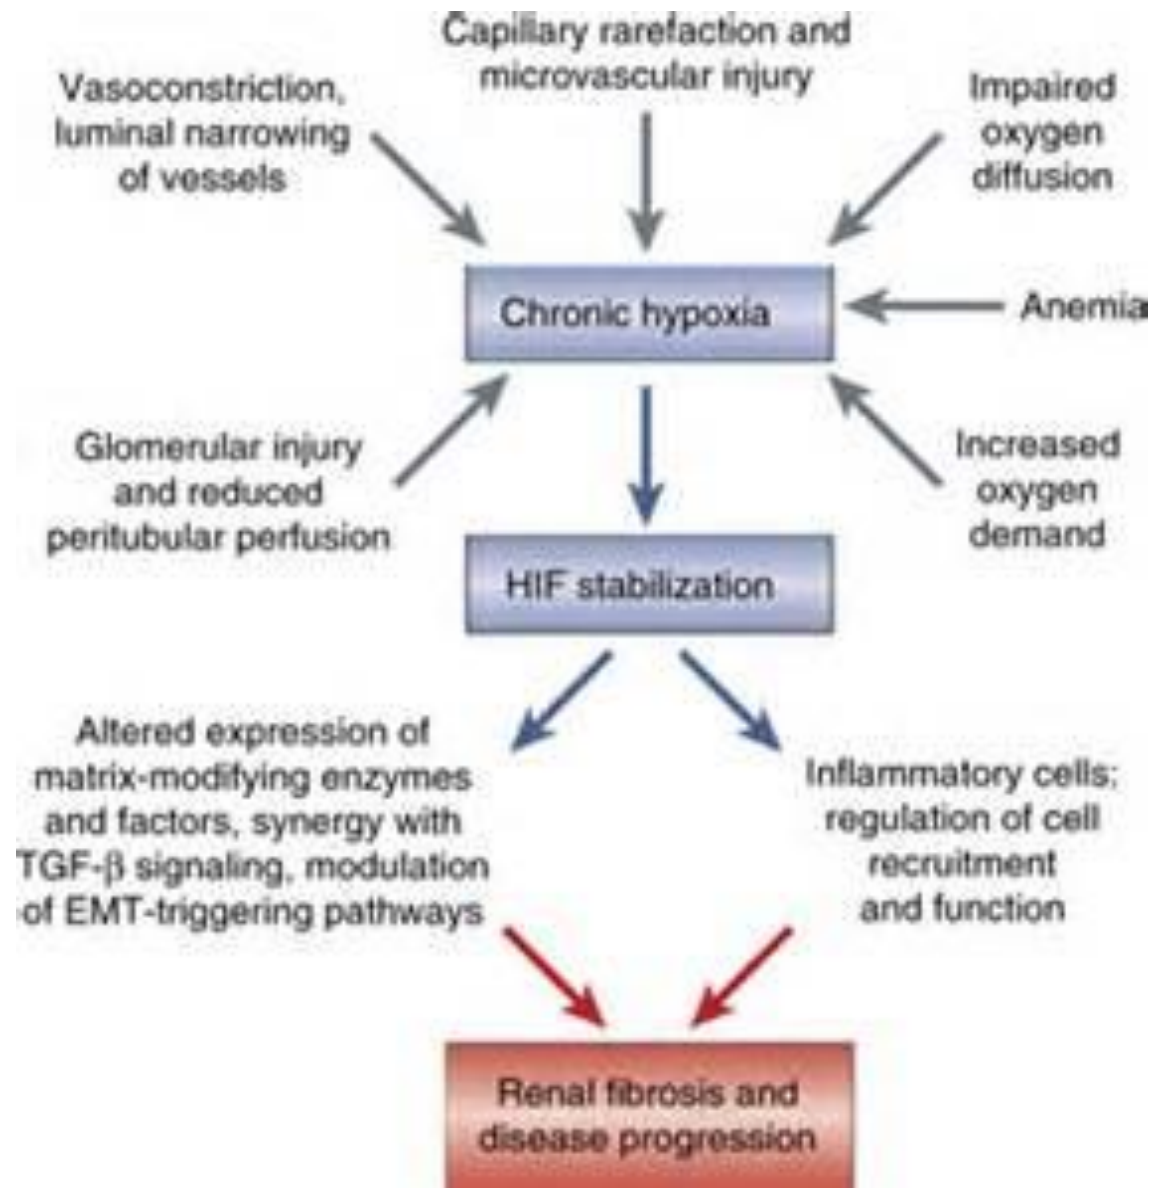 Capillary rarefaction and
microvascular injury
Vasoconstriction,
luminal narrowing
of vessels
Impaired
oxygen
diffusion
Chronic hypoxia
Anemia
Glomerular injury
and reduced
peritubular perfusion
Increased
oxygen
demand
HIF stabilization
Altered expression of
matrix-modifying enzymes
and factors, synergy with
TGF-β signaling, modulation
of EMT-triggering pathways
Inflammatory cells:
regulation of cell
recruitment
and function
Renal fibrosis and
disease progression